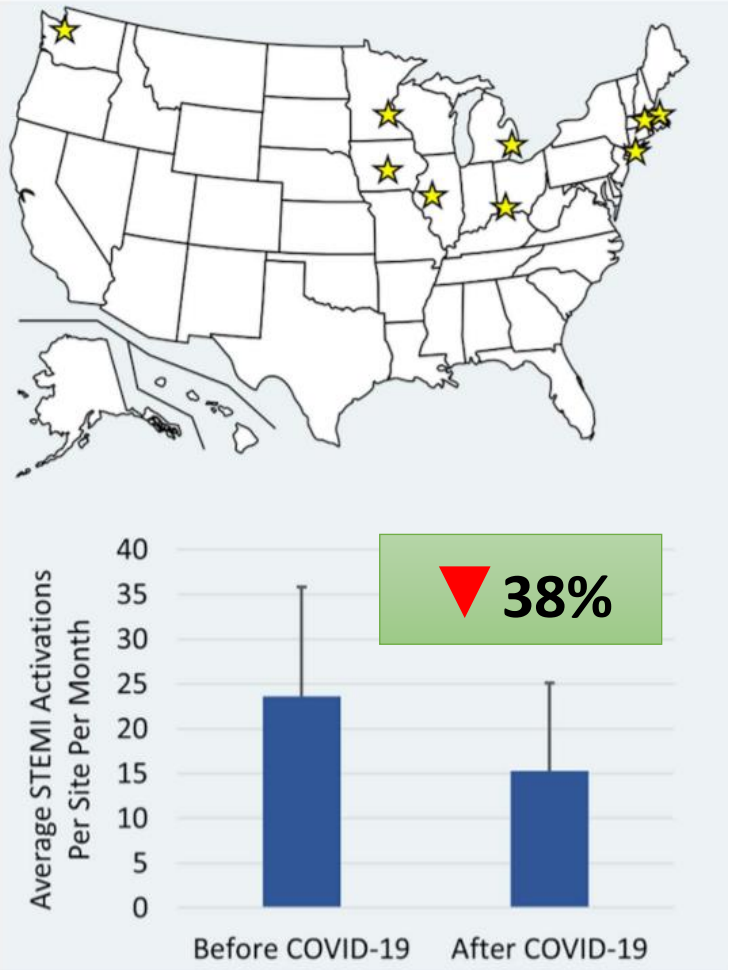 40
35
30
25
20
15
10
5
0
Average STEMI Activations
Per Site Per Month
38%
Before COVID-19
After COVID-19